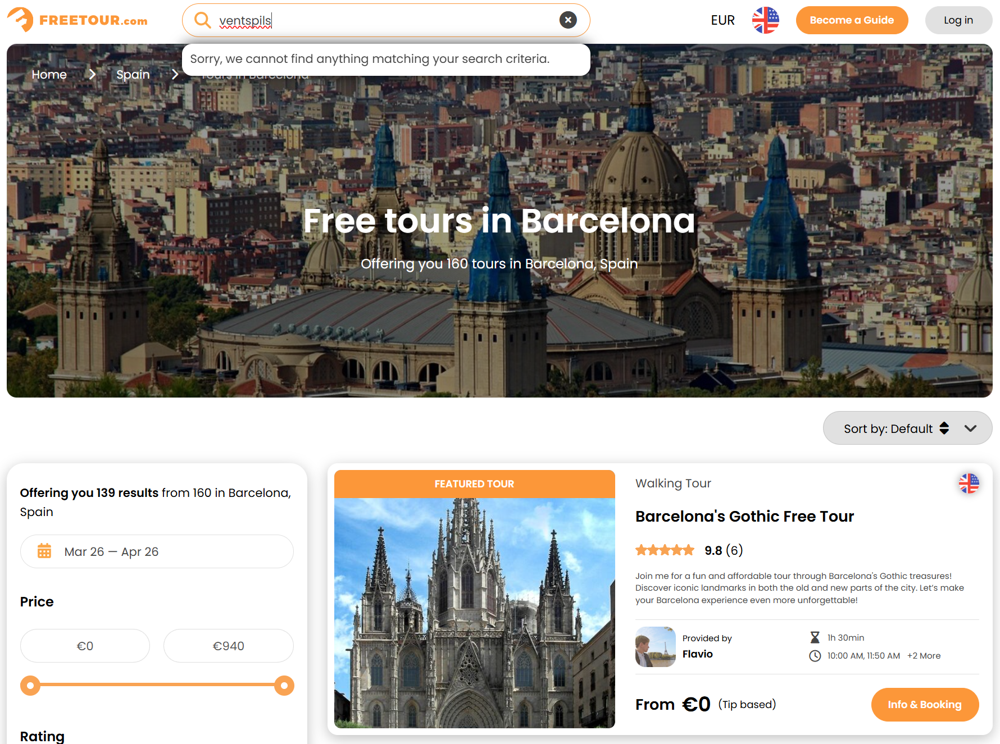 FREETOUR.com
ventspils
EUR
Become a Guide
Log in
Sorry, we cannot find anything matching your search criteria.
Home
Spain
Tours in Barcelona
Free tours in Barcelona
Offering you 160 tours in Barcelona, Spain
Sort by: Default
Offering you 139 results from 160 in Barcelona,
Spain
Mar 26 — Apr 26
Price
€0
€940
Rating
FEATURED TOUR
Walking Tour
Barcelona's Gothic Free Tour
9.8 (6)
Join me for a fun and affordable tour through Barcelona's Gothic treasures!
Discover iconic landmarks in both the old and new parts of the city. Let’s make
your Barcelona experience even more unforgettable!
Provided by
Flavio
1h 30min
10:00 AM, 11:50 AM +2 More
From €0 (Tip based)
Info & Booking